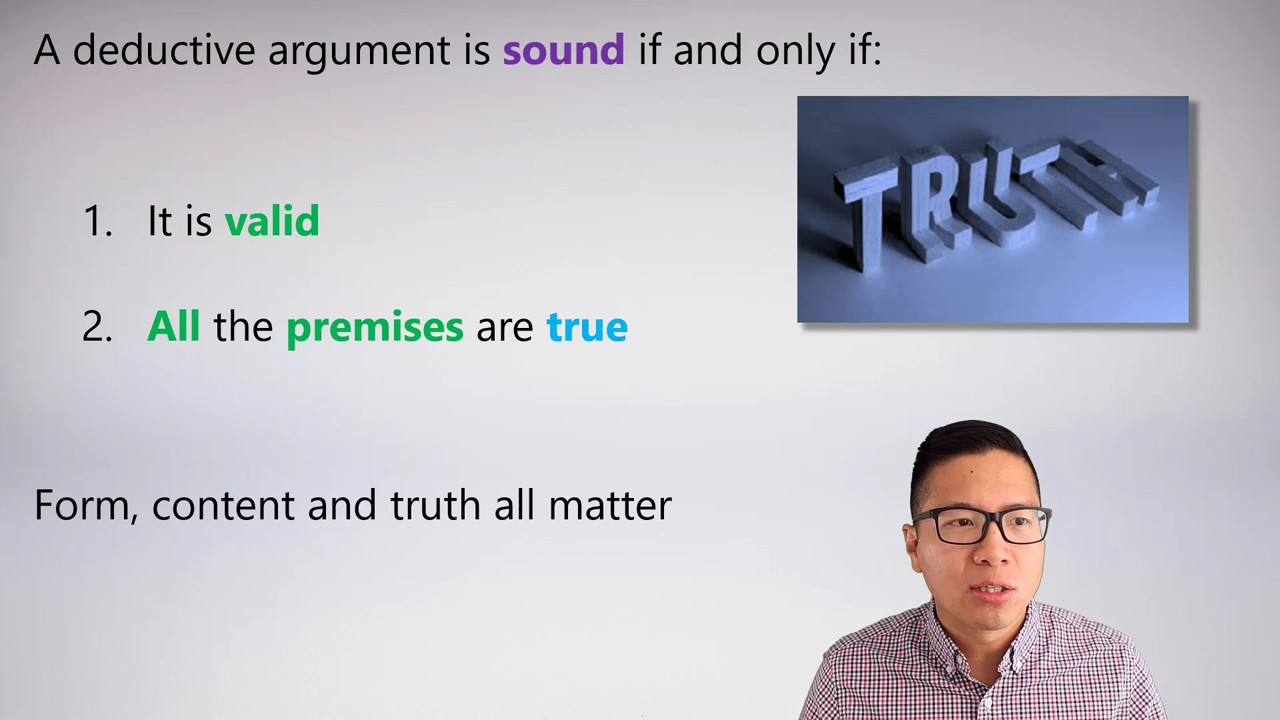 A deductive argument is sound if and only if:
TRUTH
1. It is valid
2. All the premises are true
Form, content and truth all matter